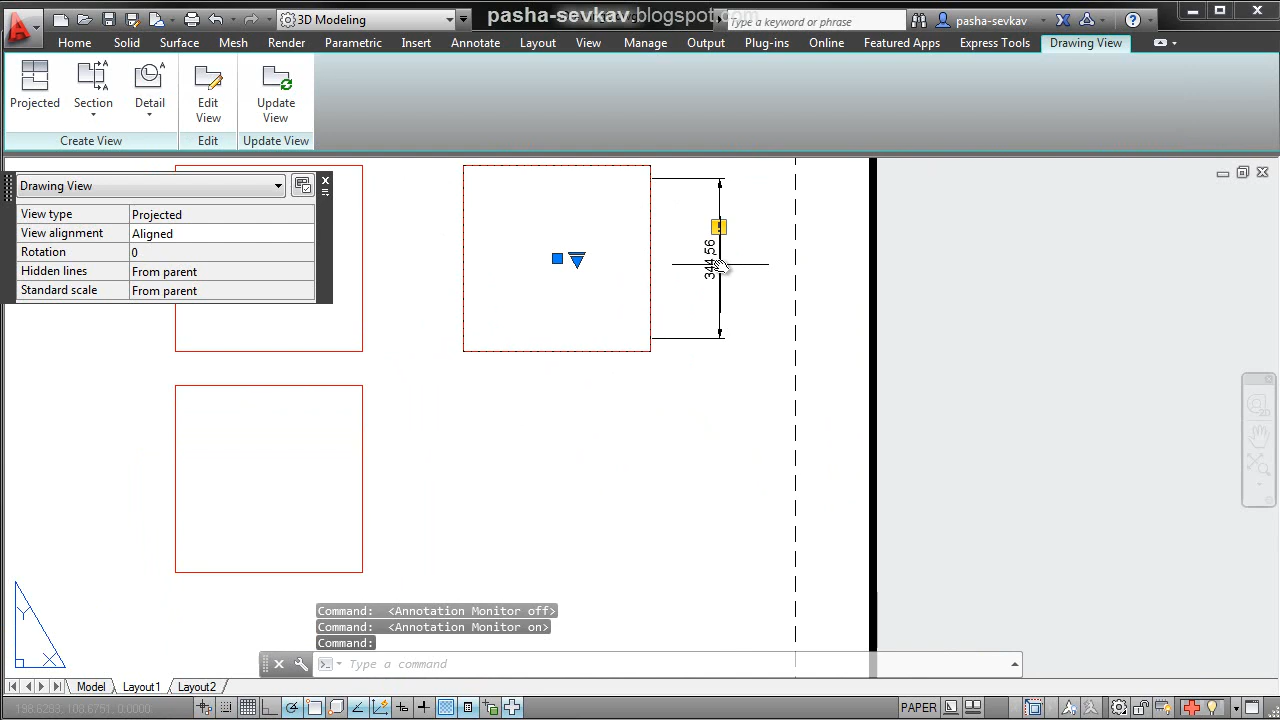 3D Modeling
pasha-sevkav.blogspot.com
Type a keyword or phrase
pasha-sevkav
Home Solid Surface Mesh Render Parametric Insert Annotate Layout View Manage Output Plug-ins Online Featured Apps Express Tools Drawing View
Projected Section Detail Edit View Update View
Create View Edit Update View
Drawing View
View type Projected
View alignment Aligned
Rotation 0
Hidden lines From parent
Standard scale From parent
344,56
Y
X
Command: <Annotation Monitor off>
Command: <Annotation Monitor on>
Command:
Type a command
Model Layout1 Layout2
PAPER